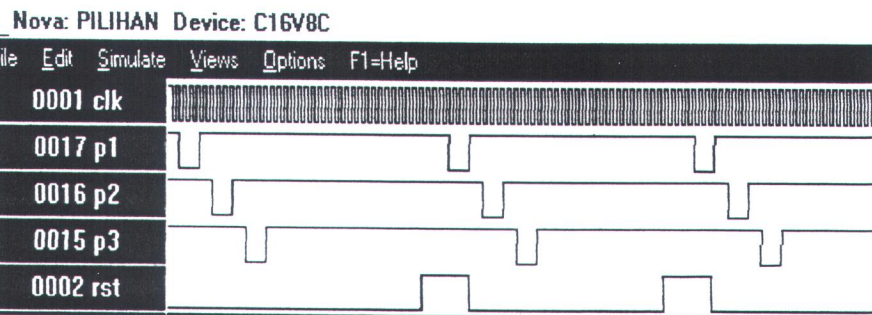 _Nova: PILIHAN Device: C16V8C
ile Edit Simulate Views Options F1=Help
0001 clk
0017 p1
0016 p2
0015 p3
0002 rst